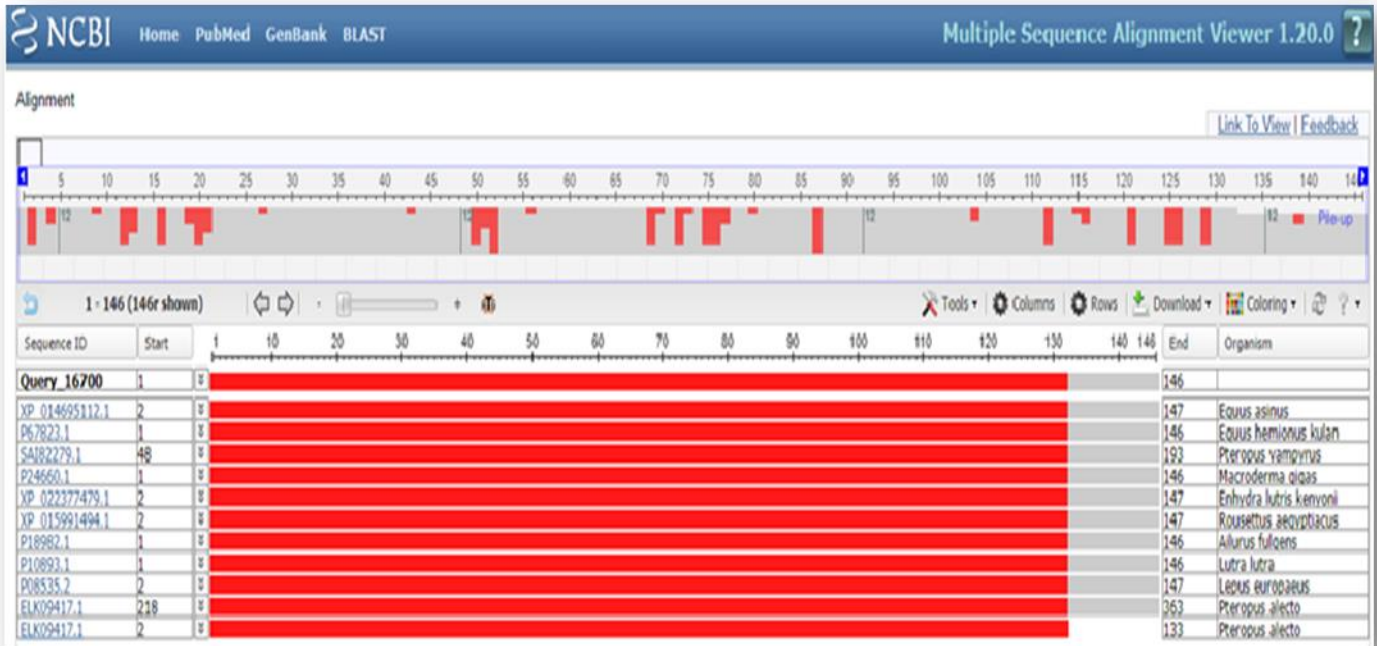 NCBI Home PubMed GenBank BLAST Multiple Sequence Alignment Viewer 1.20.0 ?
Alignment
Link To View | Feedback
5 10 15 20 25 30 35 40 45 50 55 60 65 70 75 80 85 90 95 100 105 110 115 120 125 130 135 140
12 12 12 12 Pile-up
1 - 146 (146r shown) Tools Columns Rows Download Coloring ?
Sequence ID Start 1 10 20 30 40 50 60 70 80 90 100 110 120 130 140 146 End Organism
Query_16700 1 146
XP_014695112.1 2 147 Equus asinus
P67823.1 1 146 Equus hemionus kulan
SAI82279.1 48 193 Pteropus vampyrus
P24660.1 1 146 Macroderma gigas
XP_022377479.1 2 147 Enhydra lutris kenyoni
XP_015991494.1 2 147 Rousettus aegyptiacus
P18982.1 1 146 Ailurus fulgens
P10893.1 1 146 Lutra lutra
P08535.2 2 147 Lepus europaeus
ELK09417.1 218 363 Pteropus alecto
ELK09417.1 2 133 Pteropus alecto